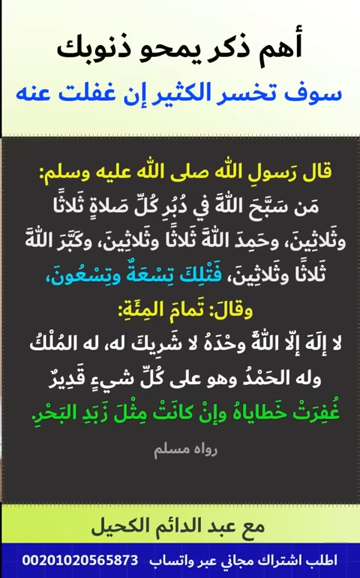 أهم ذكر يمحو ذنوبك
سوف تخسر الكثير إن غفلت عنه
قال رَسولِ الله صلى الله عليه وسلم:
مَن سَبَّحَ اللَّهَ في دُبُرِ كُلِّ صَلاةٍ ثَلاثًا
وثَلاثِينَ، وحَمِدَ اللَّهَ ثَلاثًا وثَلاثِينَ، وكَبَّرَ اللَّهَ
ثَلاثًا وثَلاثِينَ، فَتْلِكَ تِسْعَةٌ وتِسْعُونَ،
وقالَ: تَمامَ المِئَةِ:
لا إلَهَ إلّا اللَّهُ وحْدَهُ لا شَرِيكَ له، له المُلْكُ
وله الحَمْدُ وهو على كُلِّ شيءٍ قَدِيرٌ
غُفِرَتْ خَطاياهُ وإنْ كانَتْ مِثْلَ زَبَدِ البَحْرِ.
رواه مسلم
مع عبد الدائم الكحيل
اطلب اشتراك مجاني عبر واتساب 00201020565873